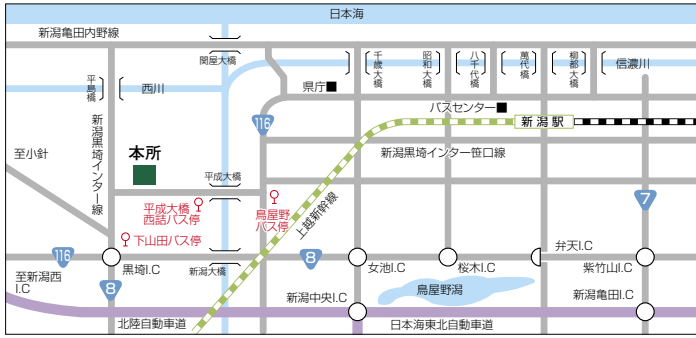 日本海
新潟亀田内野線
関屋大橋
千歳大橋
昭和大橋
八千代橋
萬代橋
柳都大橋
信濃川
平島橋
西川
県庁
バスセンター
新潟駅
116
新潟黒埼インター線
至小針
本所
新潟黒埼インター笹口線
平成大橋
平成大橋
西詰バス停
鳥屋野
バス停
上越新幹線
7
下山田バス停
116
8
弁天I.C
黒埼I.C
新潟大橋
女池I.C
桜木I.C
紫竹山I.C
至新潟西
I.C
8
鳥屋野潟
新潟中央I.C
新潟亀田I.C
北陸自動車道
日本海東北自動車道